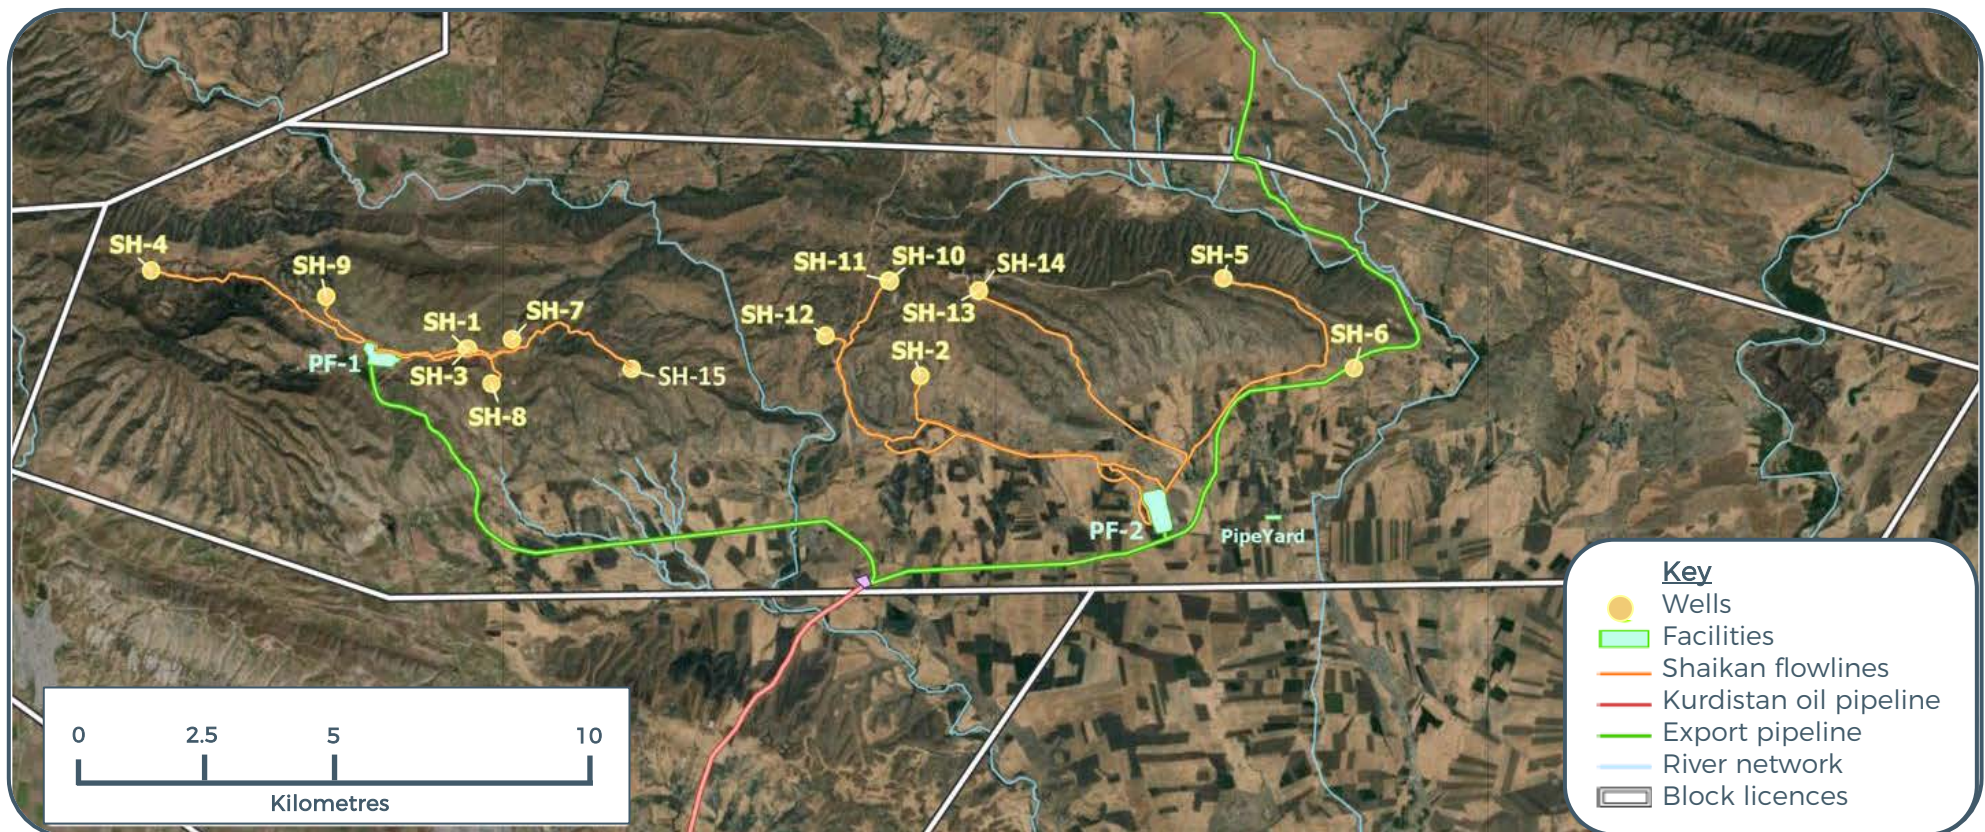 SH-4
SH-9
SH-11
SH-10
SH-14
SH-5
SH-1
SH-7
SH-12
SH-13
SH-6
PF-1
SH-3
SH-2
SH-15
SH-8
PF-2
PipeYard
0 2.5 5 10
Kilometres
Key
Wells
Facilities
Shaikan flowlines
Kurdistan oil pipeline
Export pipeline
River network
Block licences